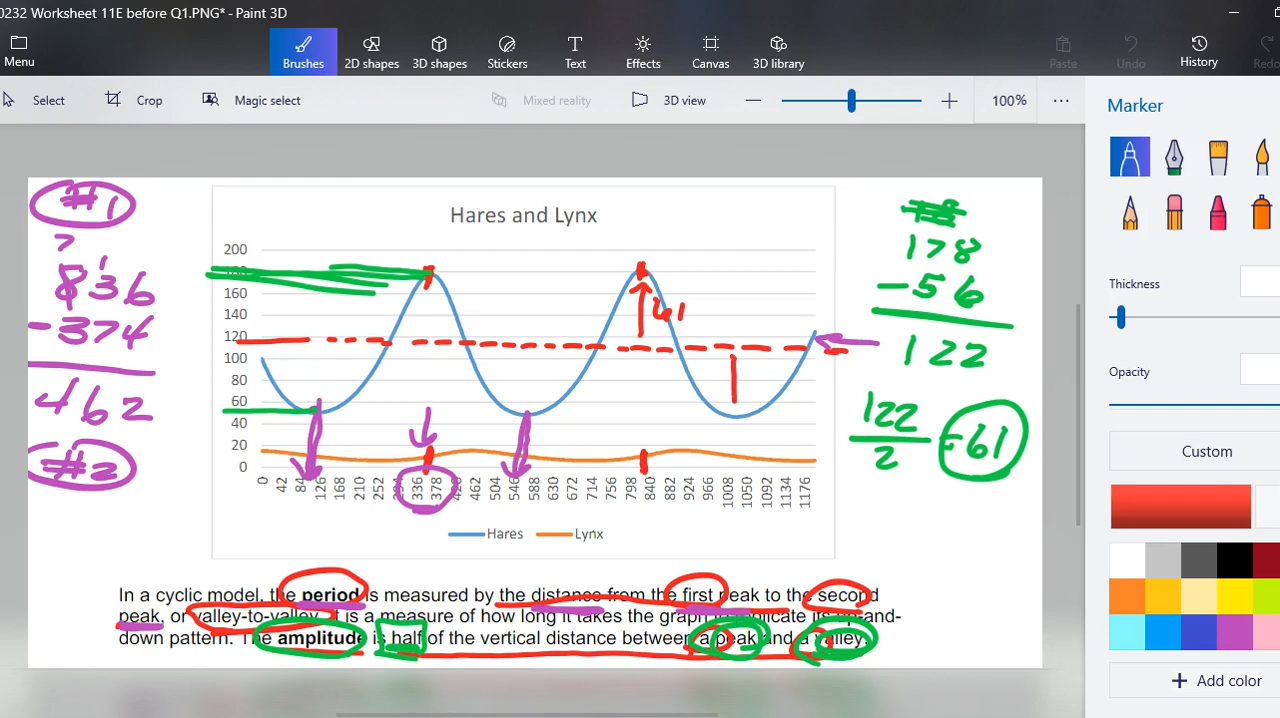 0232 Worksheet 11E before Q1.PNG* - Paint 3D
Menu
Brushes
2D shapes
3D shapes
Stickers
Text
Effects
Canvas
3D library
Paste
Undo
History
Redo
Select
Crop
Magic select
Mixed reality
3D view
100%
Marker
Thickness
Opacity
Custom
Add color
#1
7 1
836
-374
462
#2
Hares and Lynx
200
180
160
140
120
100
80
60
40
20
0
0 42 84 126 168 210 252 294 336 378 420 462 504 546 588 630 672 714 756 798 840 882 924 966 1008 1050 1092 1134 1176
Hares Lynx
61
178
-56
122
122
2
=61
In a cyclic model, the period is measured by the distance from the first peak to the second
peak, or valley-to-valley. It is a measure of how long it takes the graph to replicate its up-and-
down pattern. The amplitude is half of the vertical distance between a peak and a valley.